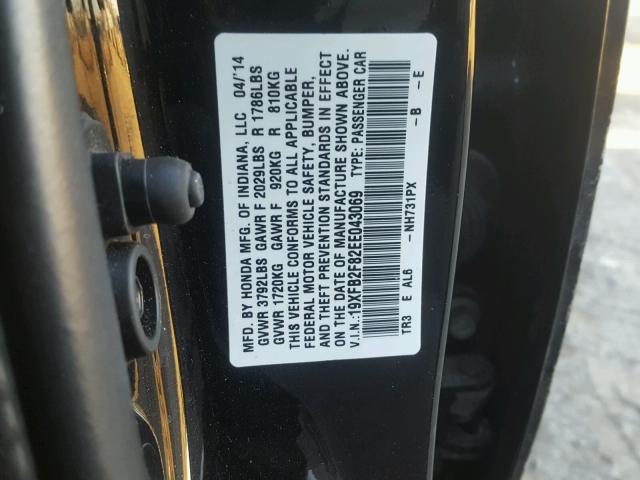 MFD. BY HONDA MFG. OF INDIANA, LLC 04/'14
GVWR 3792LBS GAWR F 2029LBS R 1786LBS
GVWR 1720KG GAWR F 920KG R 810KG
THIS VEHICLE CONFORMS TO ALL APPLICABLE
FEDERAL MOTOR VEHICLE SAFETY, BUMPER,
AND THEFT PREVENTION STANDARDS IN EFFECT
ON THE DATE OF MANUFACTURE SHOWN ABOVE.
V.I.N.:19XFB2F82EE043069 TYPE: PASSENGER CAR
TR3 E AL6 —NH731PX —B —E